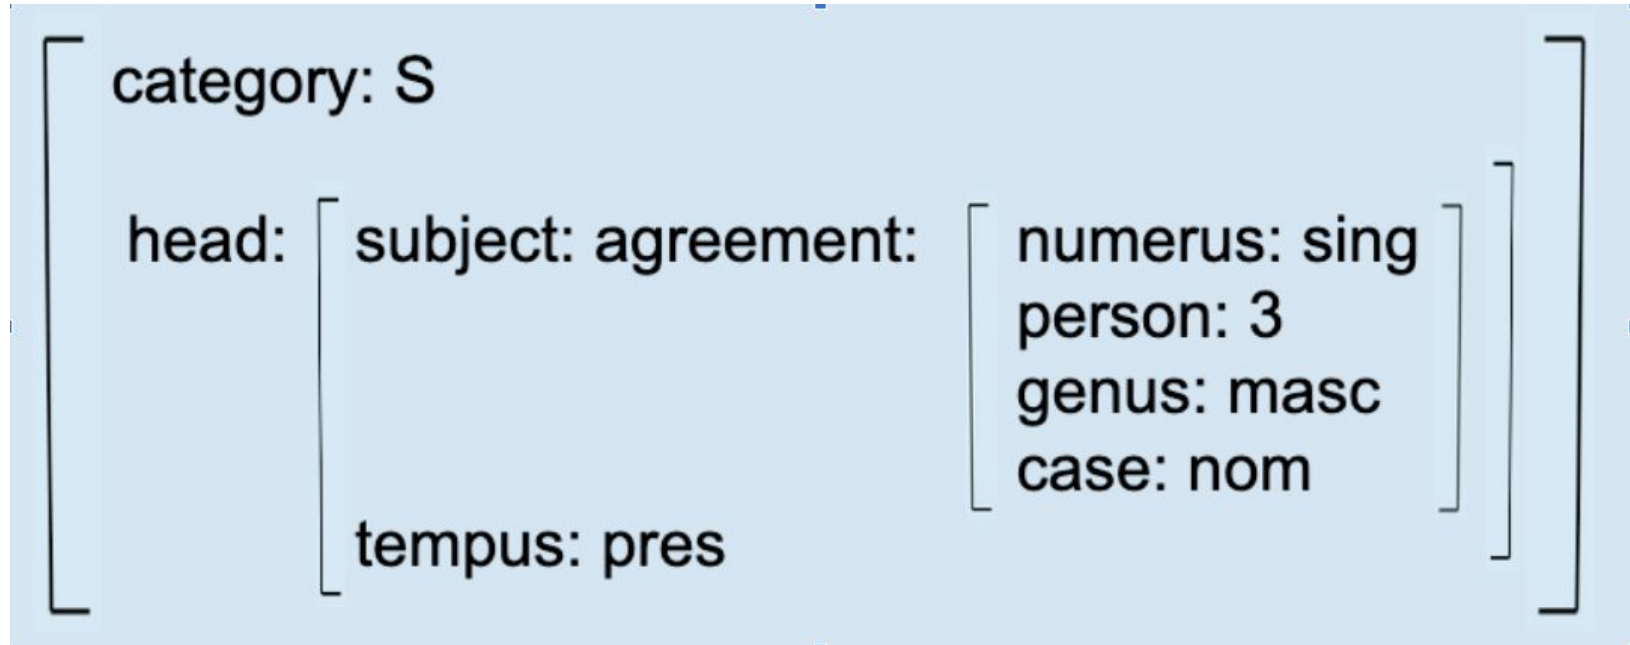 category: S
head: subject: agreement: numerus: sing
person: 3
genus: masc
case: nom
tempus: pres